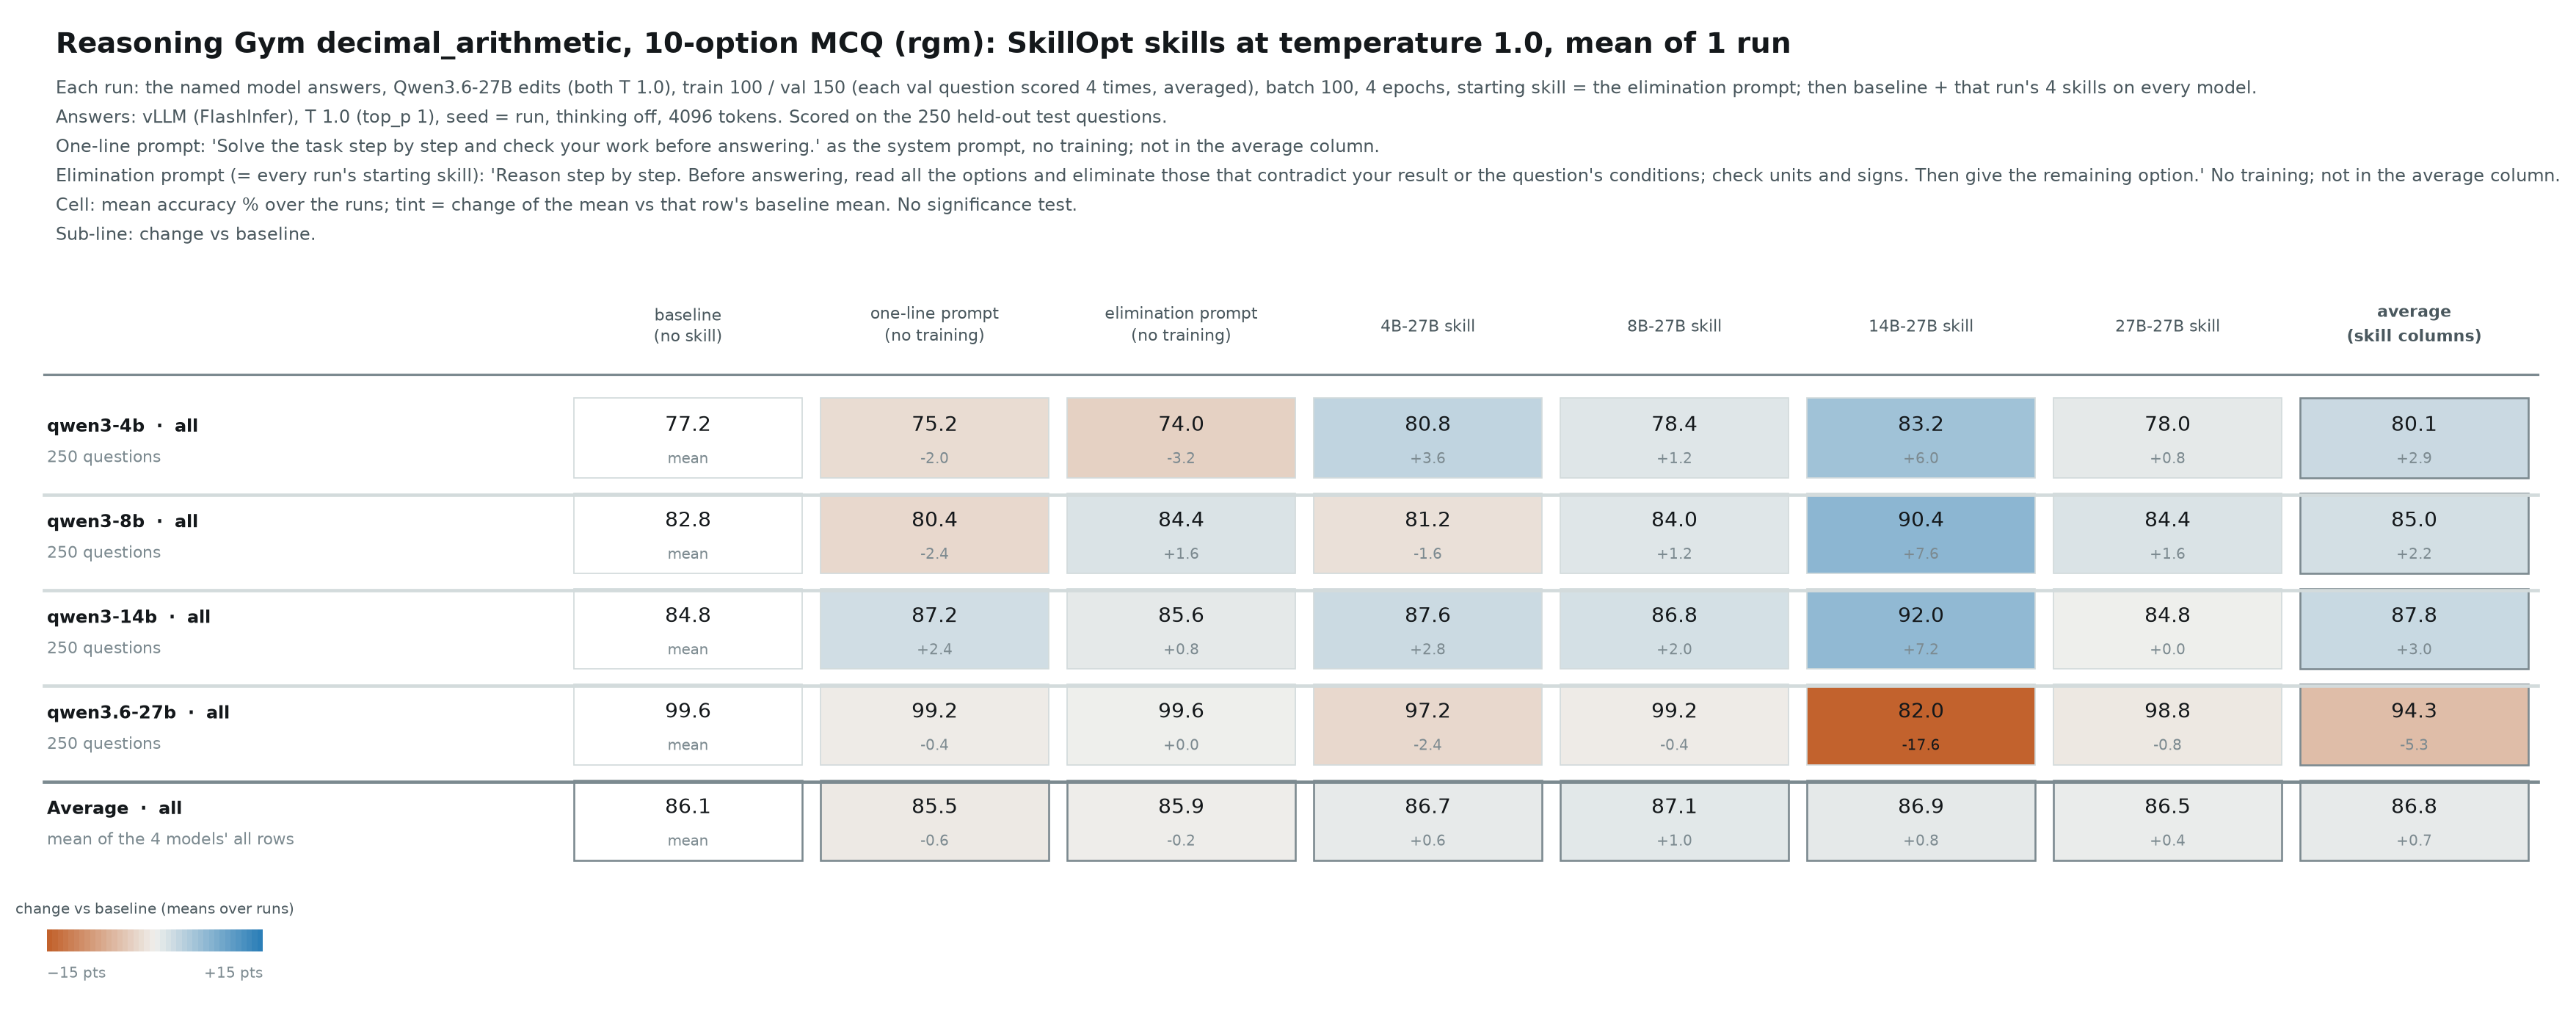 Reasoning Gym decimal_arithmetic, 10-option MCQ (rgm): SkillOpt skills at temperature 1.0, mean of 1 run
Each run: the named model answers, Qwen3.6-27B edits (both T 1.0), train 100 / val 150 (each val question scored 4 times, averaged), batch 100, 4 epochs, starting skill = the elimination prompt; then baseline + that run's 4 skills on every model.
Answers: vLLM (FlashInfer), T 1.0 (top_p 1), seed = run, thinking off, 4096 tokens. Scored on the 250 held-out test questions.
One-line prompt: 'Solve the task step by step and check your work before answering.' as the system prompt, no training; not in the average column.
Elimination prompt (= every run's starting skill): 'Reason step by step. Before answering, read all the options and eliminate those that contradict your result or the question's conditions; check units and signs. Then give the remaining option.' No training; not in the average column.
Cell: mean accuracy % over the runs; tint = change of the mean vs that row's baseline mean. No significance test.
Sub-line: change vs baseline.
baseline one-line prompt elimination prompt 4B-27B skill 8B-27B skill 14B-27B skill 27B-27B skill average
(no skill) (no training) (no training) (skill columns)
qwen3-4b · all 77.2 75.2 74.0 80.8 78.4 83.2 78.0 80.1
250 questions mean -2.0 -3.2 +3.6 +1.2 +6.0 +0.8 +2.9
qwen3-8b · all 82.8 80.4 84.4 81.2 84.0 90.4 84.4 85.0
250 questions mean -2.4 +1.6 -1.6 +1.2 +7.6 +1.6 +2.2
qwen3-14b · all 84.8 87.2 85.6 87.6 86.8 92.0 84.8 87.8
250 questions mean +2.4 +0.8 +2.8 +2.0 +7.2 +0.0 +3.0
qwen3.6-27b · all 99.6 99.2 99.6 97.2 99.2 82.0 98.8 94.3
250 questions mean -0.4 +0.0 -2.4 -0.4 -17.6 -0.8 -5.3
Average · all 86.1 85.5 85.9 86.7 87.1 86.9 86.5 86.8
mean of the 4 models' all rows mean -0.6 -0.2 +0.6 +1.0 +0.8 +0.4 +0.7
change vs baseline (means over runs)
−15 pts +15 pts